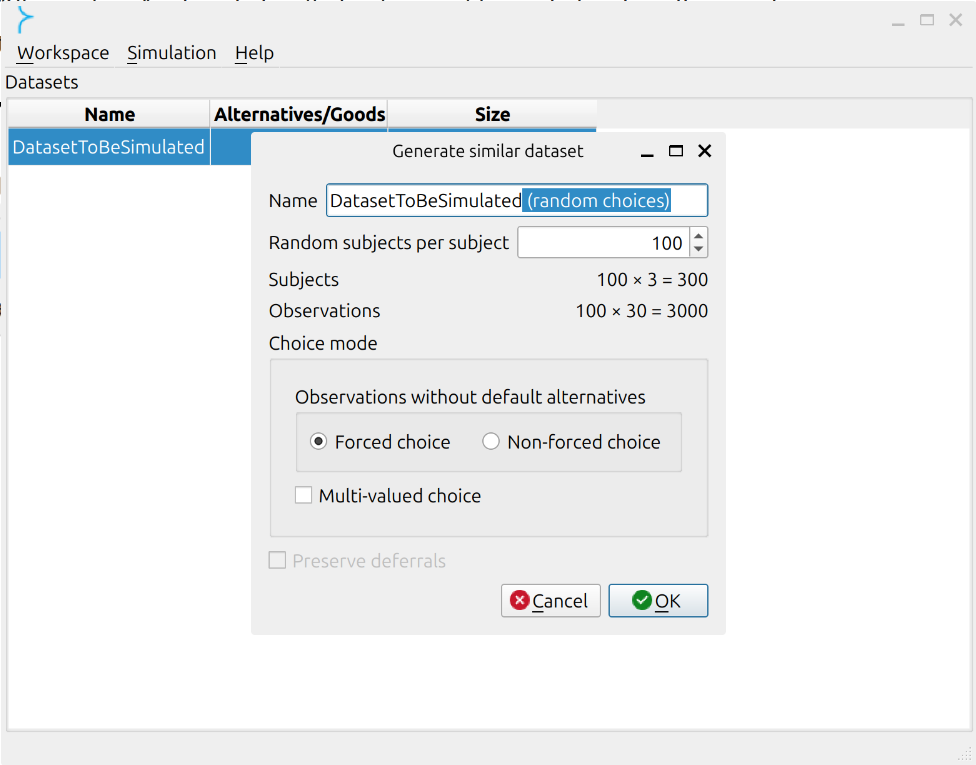 Workspace Simulation Help
Datasets
Name Alternatives/Goods Size
DatasetToBeSimulated
Generate similar dataset
Name DatasetToBeSimulated (random choices)
Random subjects per subject 100
Subjects 100 × 3 = 300
Observations 100 × 30 = 3000
Choice mode
Observations without default alternatives
Forced choice Non-forced choice
Multi-valued choice
Preserve deferrals
Cancel OK